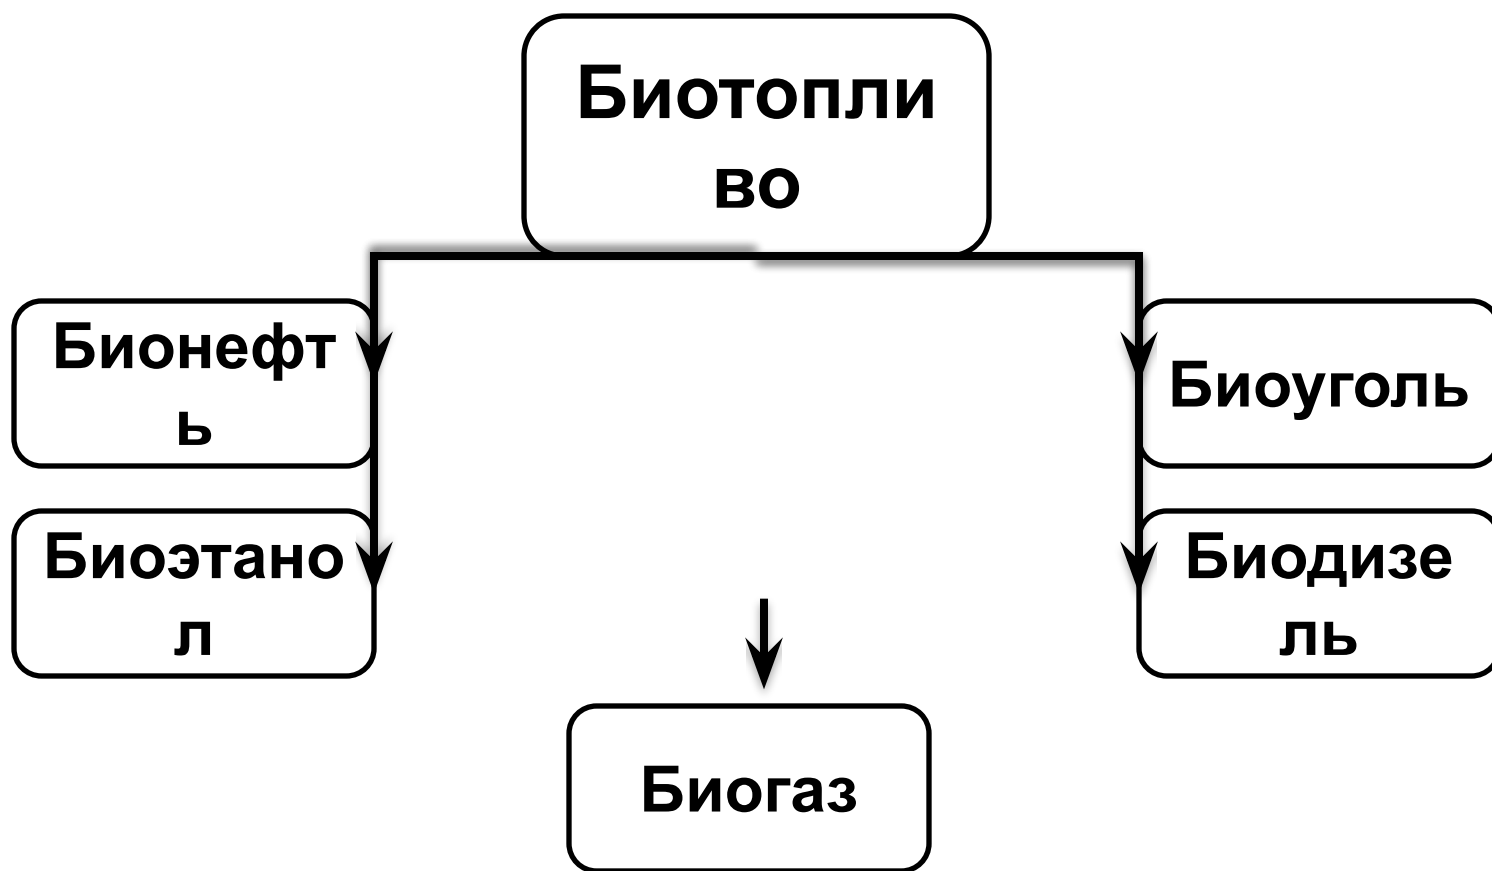 Биотопли
во
Бионефт
ь
Биоуголь
Биоэтано
л
Биодизе
ль
Биогаз